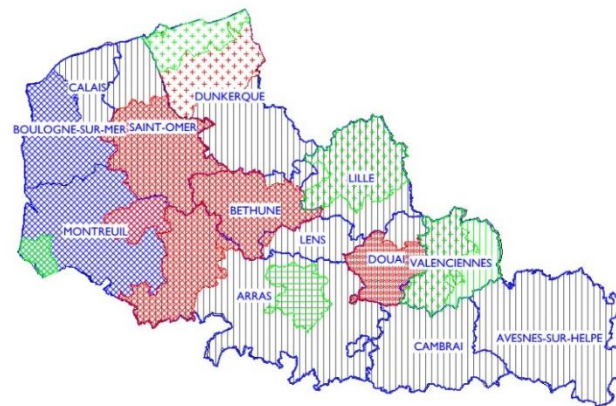 CALAIS
DUNKERQUE
BOULOGNE-SUR-MER
SAINT-OMER
LILLE
BETHUNE
MONTREUIL
LENS
DOUAI
VALENCIENNES
ARRAS
CAMBRAI
AVESNES-SUR-HELPE